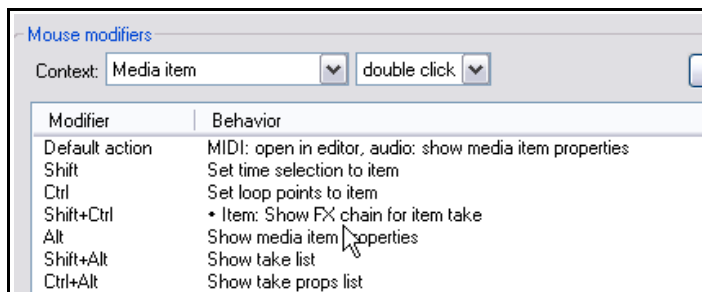 Mouse modifiers
Context: Media item double click
Modifier Behavior
Default action MIDI: open in editor, audio: show media item properties
Shift Set time selection to item
Ctrl Set loop points to item
Shift+Ctrl • Item: Show FX chain for item take
Alt Show media item properties
Shift+Alt Show take list
Ctrl+Alt Show take props list